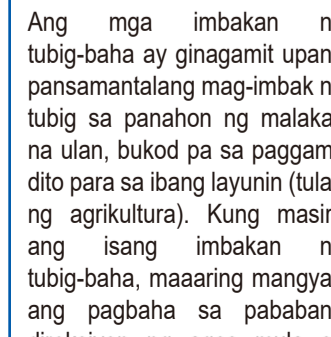 Ang mga imbakan n
tubig-baha ay ginagamit upan
pansamantalang mag-imbak n
tubig sa panahon ng malaka
na ulan, bukod pa sa paggam
dito para sa ibang layunin (tula
ng agrikultura). Kung masir
ang isang imbakan n
tubig-baha, maaaring mangya
ang pagbaha sa pababan